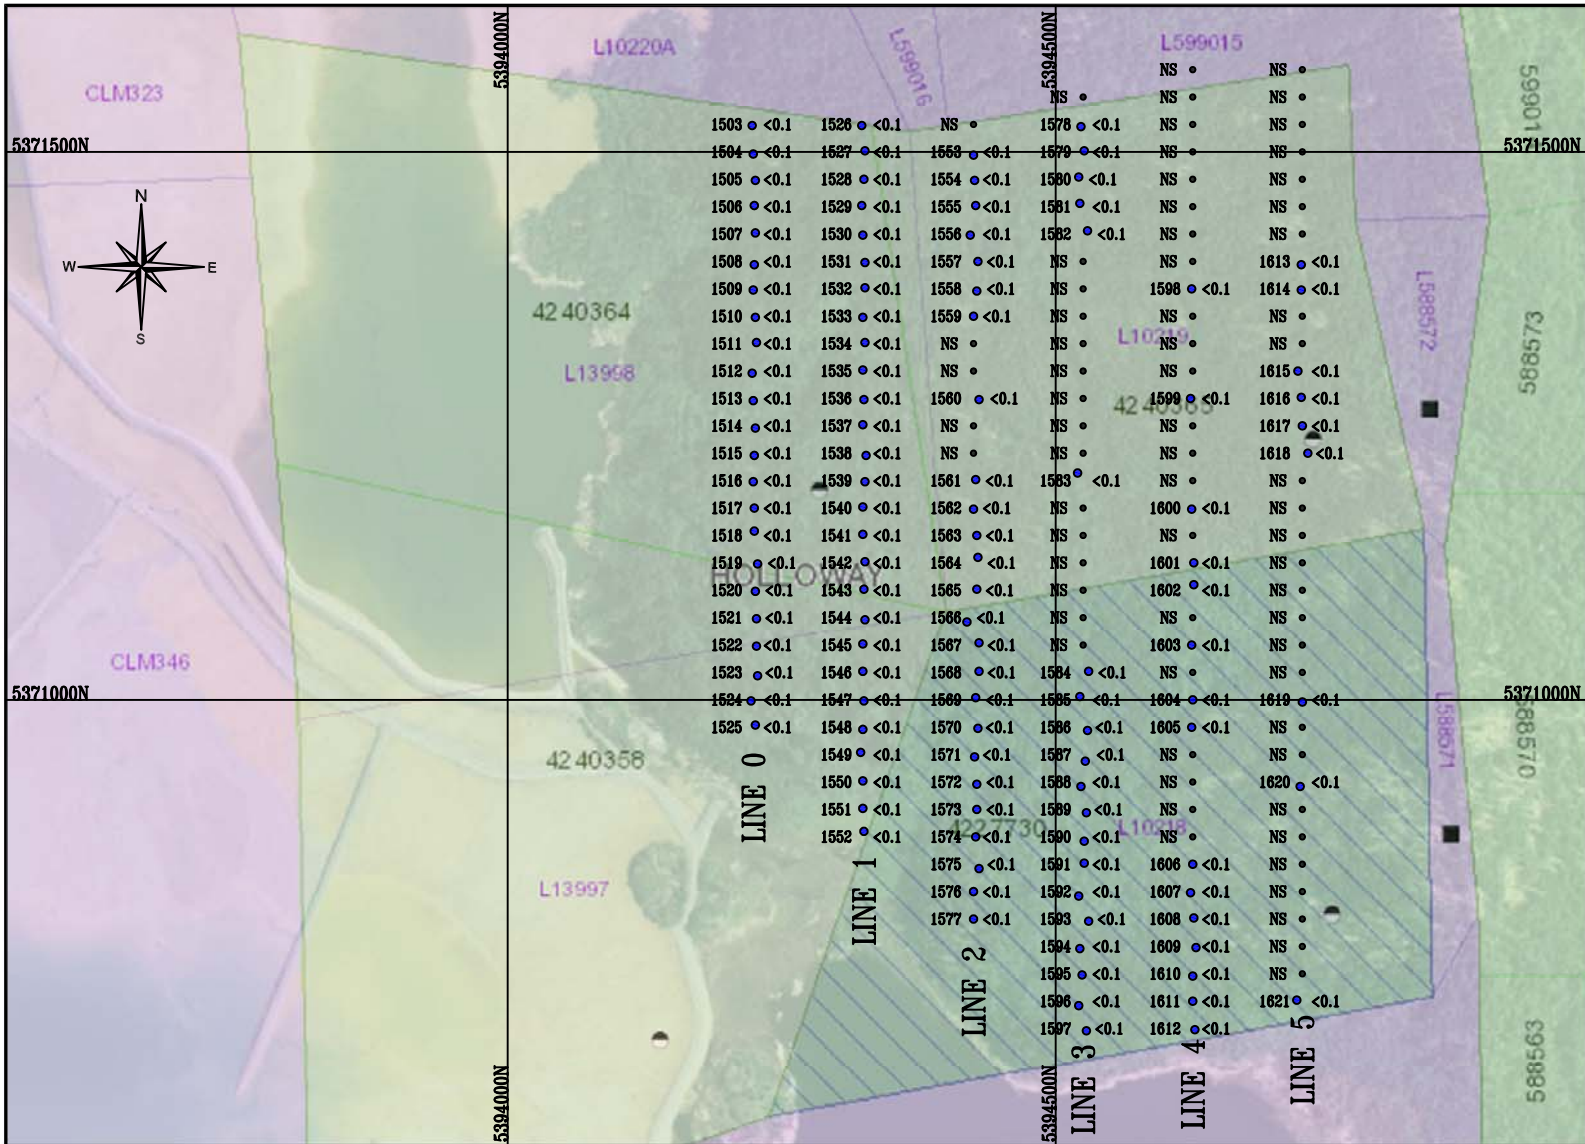 5394000N
5394500N
L10220A
L599016
L599015
CLM323
5371500N
5371500N
N
W E
S
4240364
L13998
L10219
4240365
L588572
588573
HOLLOWAY
CLM346
5371000N
5371000N
L588571
588570
4240358
4227730
L10218
L13997
588563
5394000N
5394500N
1503 <0.1
1504 <0.1
1505 <0.1
1506 <0.1
1507 <0.1
1508 <0.1
1509 <0.1
1510 <0.1
1511 <0.1
1512 <0.1
1513 <0.1
1514 <0.1
1515 <0.1
1516 <0.1
1517 <0.1
1518 <0.1
1519 <0.1
1520 <0.1
1521 <0.1
1522 <0.1
1523 <0.1
1524 <0.1
1525 <0.1
LINE 0
1526 <0.1
1527 <0.1
1528 <0.1
1529 <0.1
1530 <0.1
1531 <0.1
1532 <0.1
1533 <0.1
1534 <0.1
1535 <0.1
1536 <0.1
1537 <0.1
1538 <0.1
1539 <0.1
1540 <0.1
1541 <0.1
1542 <0.1
1543 <0.1
1544 <0.1
1545 <0.1
1546 <0.1
1547 <0.1
1548 <0.1
1549 <0.1
1550 <0.1
1551 <0.1
1552 <0.1
LINE 1
NS
1553 <0.1
1554 <0.1
1555 <0.1
1556 <0.1
1557 <0.1
1558 <0.1
1559 <0.1
NS
NS
1560 <0.1
NS
NS
1561 <0.1
1562 <0.1
1563 <0.1
1564 <0.1
1565 <0.1
1566 <0.1
1567 <0.1
1568 <0.1
1569 <0.1
1570 <0.1
1571 <0.1
1572 <0.1
1573 <0.1
1574 <0.1
1575 <0.1
1576 <0.1
1577 <0.1
LINE 2
NS
1578 <0.1
1579 <0.1
1580 <0.1
1581 <0.1
1582 <0.1
NS
NS
NS
NS
NS
NS
NS
NS
1583 <0.1
NS
NS
NS
NS
NS
NS
1584 <0.1
1585 <0.1
1586 <0.1
1587 <0.1
1588 <0.1
1589 <0.1
1590 <0.1
1591 <0.1
1592 <0.1
1593 <0.1
1594 <0.1
1595 <0.1
1596 <0.1
1597 <0.1
LINE 3
NS
NS
NS
NS
NS
NS
NS
NS
1598 <0.1
NS
NS
NS
1599 <0.1
NS
NS
NS
1600 <0.1
NS
1601 <0.1
1602 <0.1
NS
1603 <0.1
NS
1604 <0.1
1605 <0.1
NS
NS
NS
NS
1606 <0.1
1607 <0.1
1608 <0.1
1609 <0.1
1610 <0.1
1611 <0.1
1612 <0.1
LINE 4
NS
NS
NS
NS
NS
NS
NS
1613 <0.1
1614 <0.1
NS
NS
1615 <0.1
1616 <0.1
1617 <0.1
1618 <0.1
NS
NS
NS
NS
NS
NS
NS
NS
1619 <0.1
NS
NS
1620 <0.1
NS
NS
NS
NS
NS
NS
NS
1621 <0.1
LINE 5